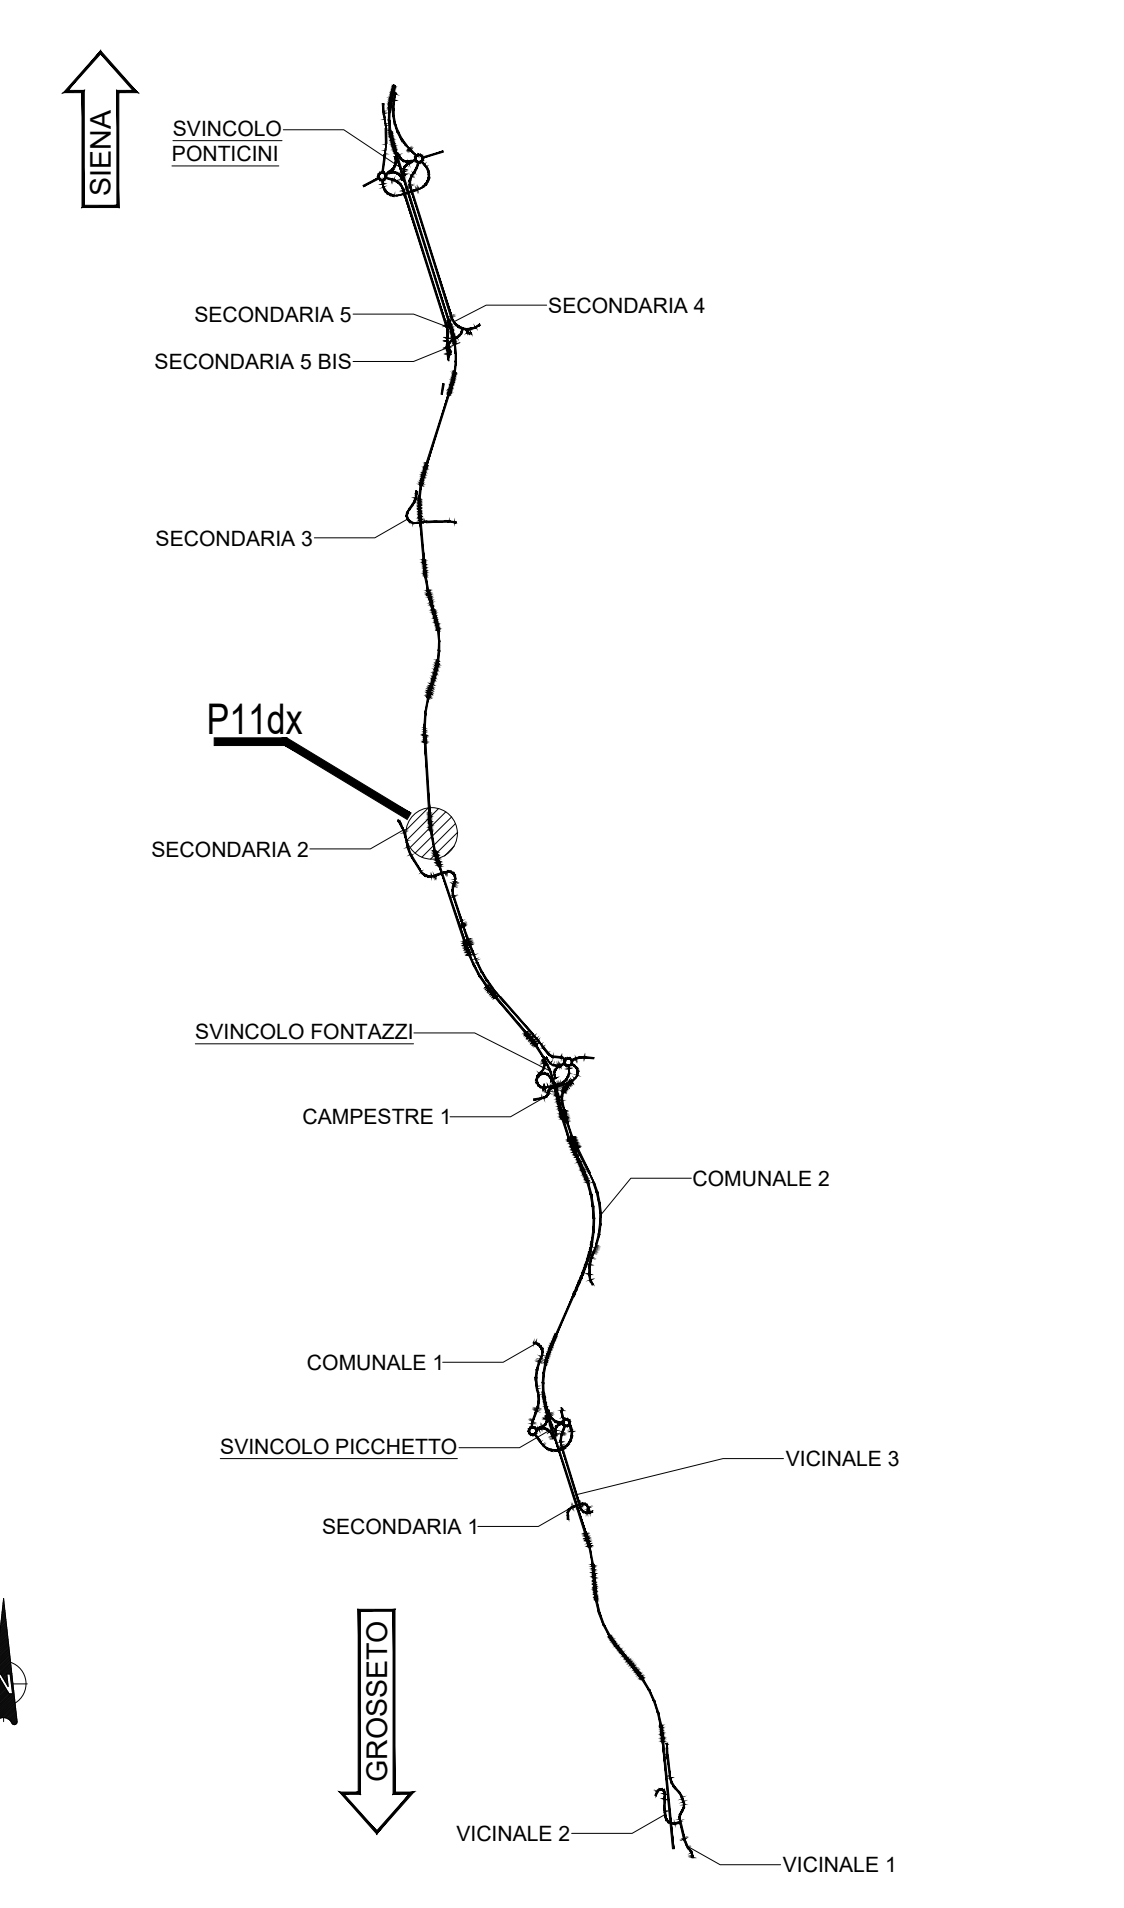 SIENA
SVINCOLO
PONTICINI
SECONDARIA 4
SECONDARIA 5
SECONDARIA 5 BIS
SECONDARIA 3
P11dx
SECONDARIA 2
SVINCOLO FONTAZZI
CAMPESTRE 1
COMUNALE 2
COMUNALE 1
SVINCOLO PICCHETTO
VICINALE 3
SECONDARIA 1
GROSSETO
N
VICINALE 2
VICINALE 1